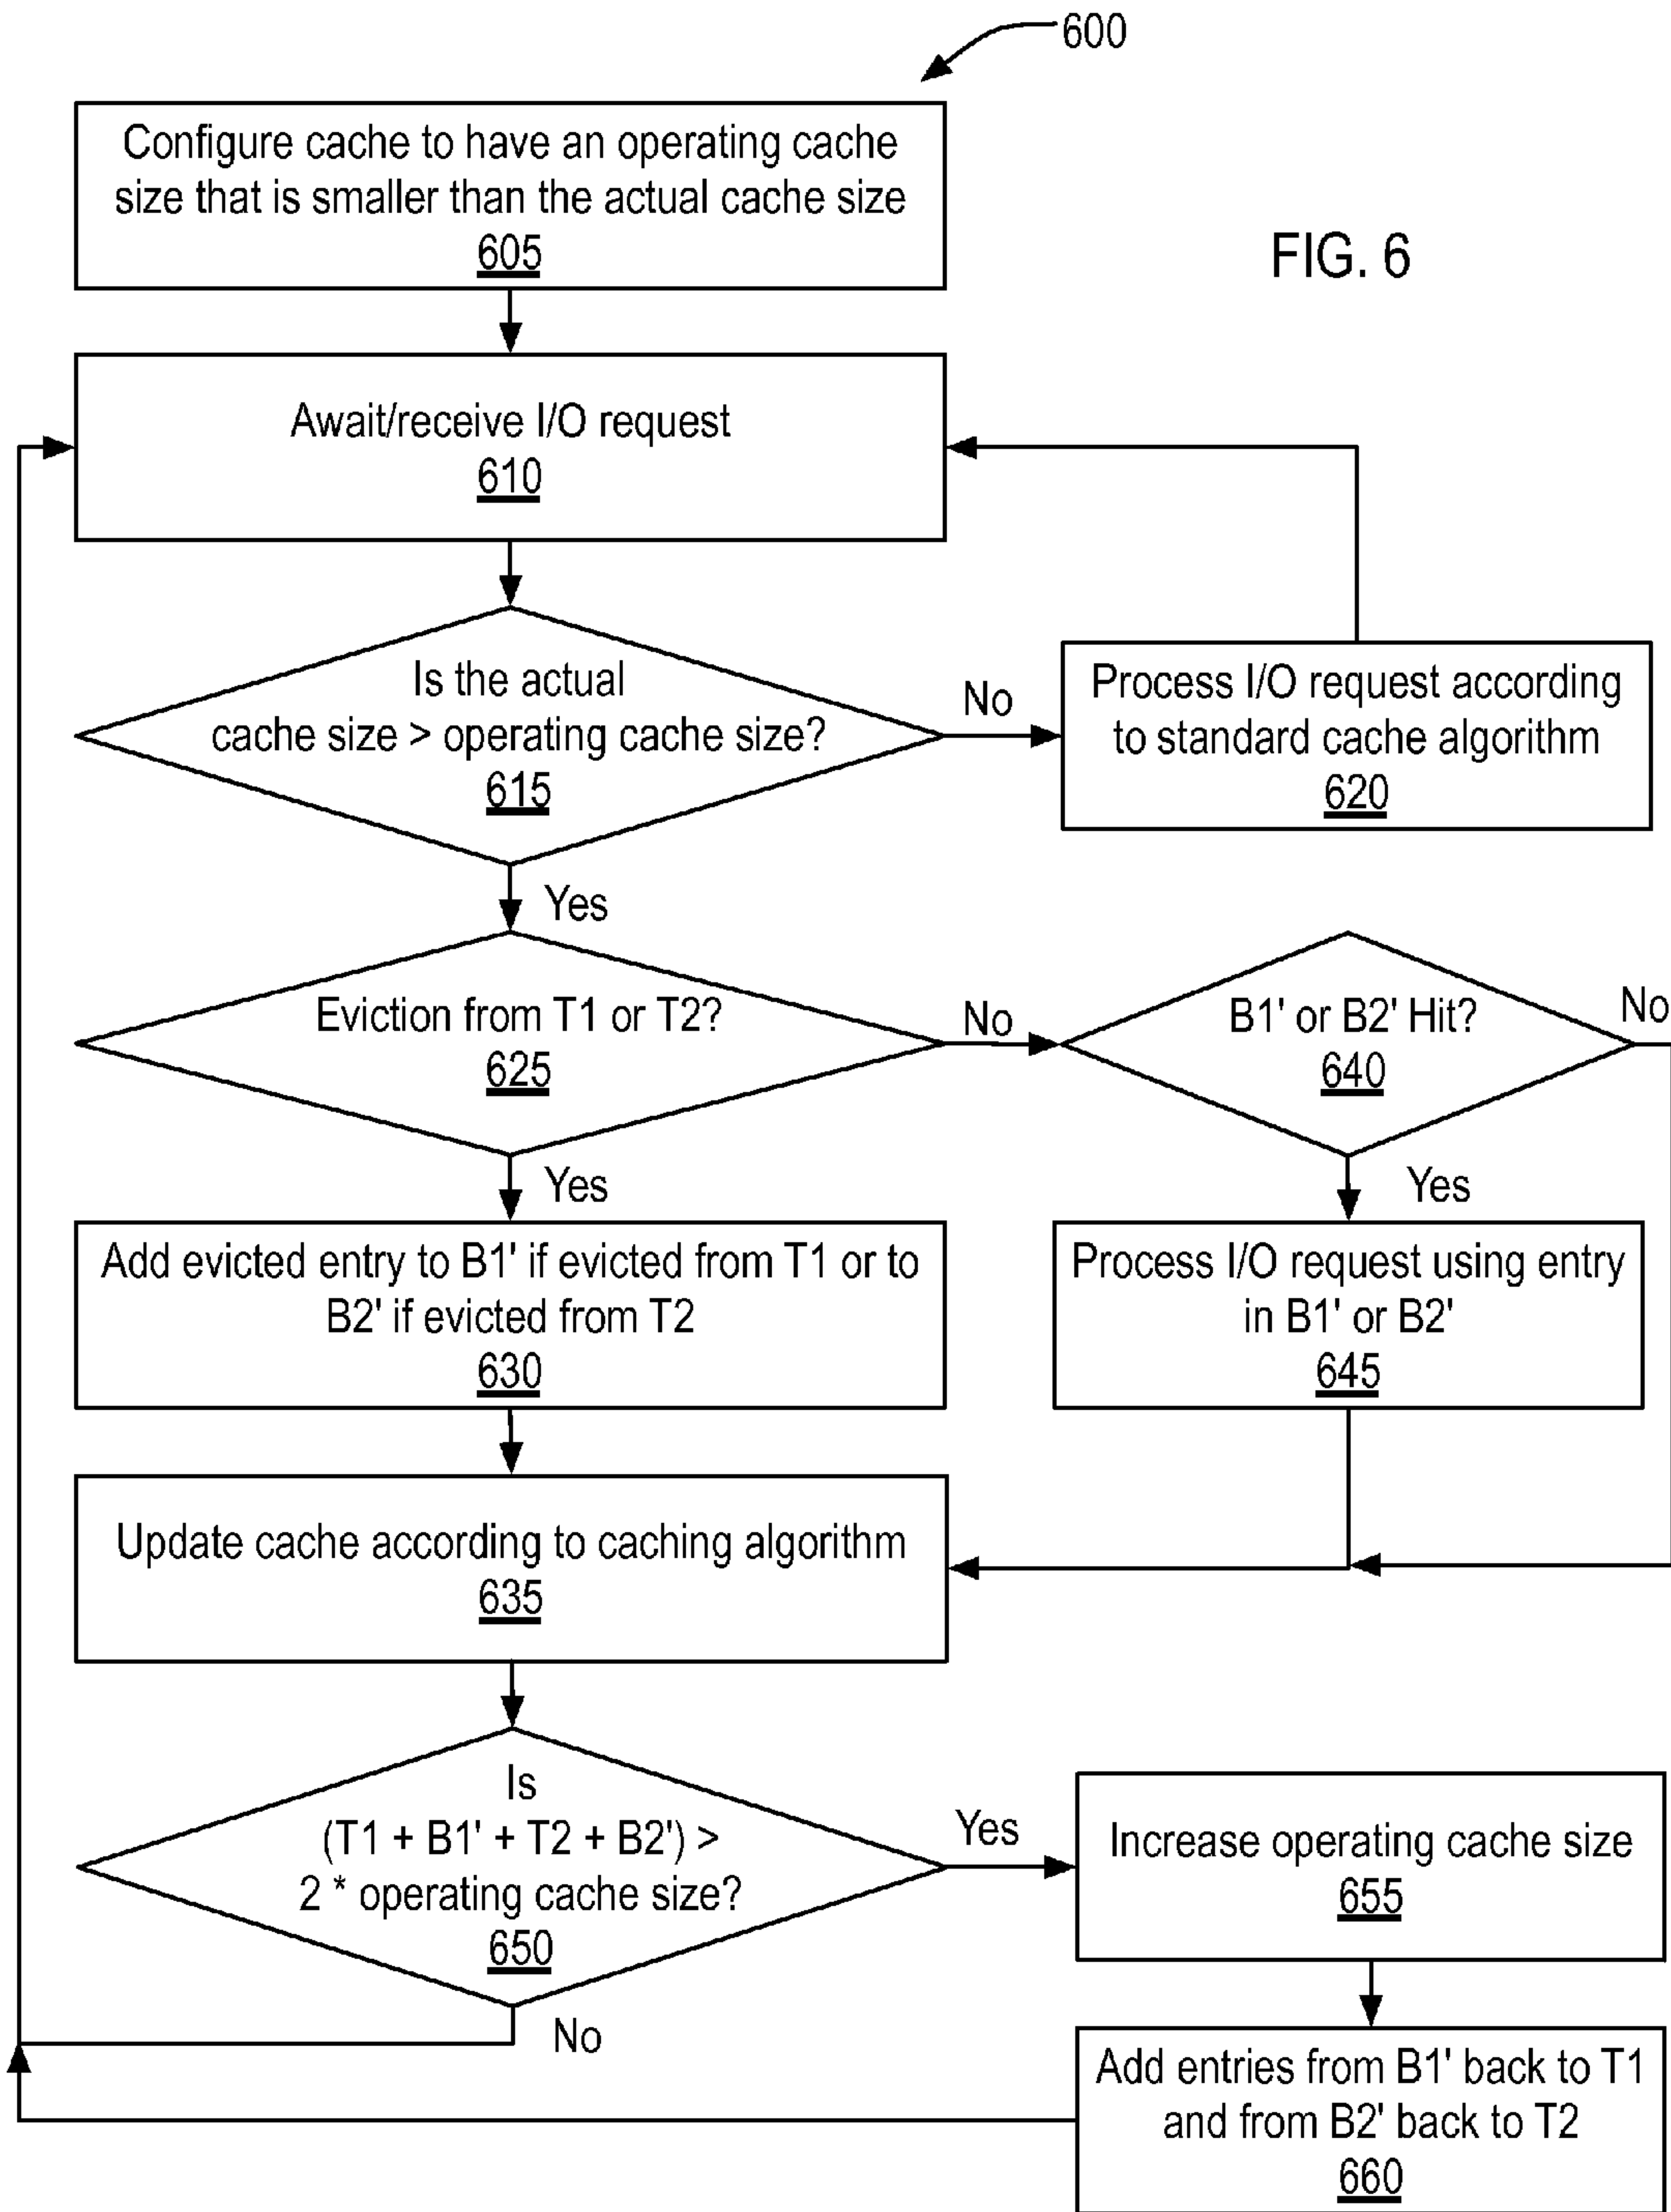 600
Configure cache to have an operating cache
size that is smaller than the actual cache size
605
FIG. 6
Await/receive I/O request
610
Is the actual
cache size > operating cache size?
615
No
Process I/O request according
to standard cache algorithm
620
Yes
Eviction from T1 or T2?
625
No
B1' or B2' Hit?
640
No
Yes
Add evicted entry to B1' if evicted from T1 or to
B2' if evicted from T2
630
Yes
Process I/O request using entry
in B1' or B2'
645
Update cache according to caching algorithm
635
Is
(T1 + B1' + T2 + B2') >
2 * operating cache size?
650
Yes
Increase operating cache size
655
No
Add entries from B1' back to T1
and from B2' back to T2
660